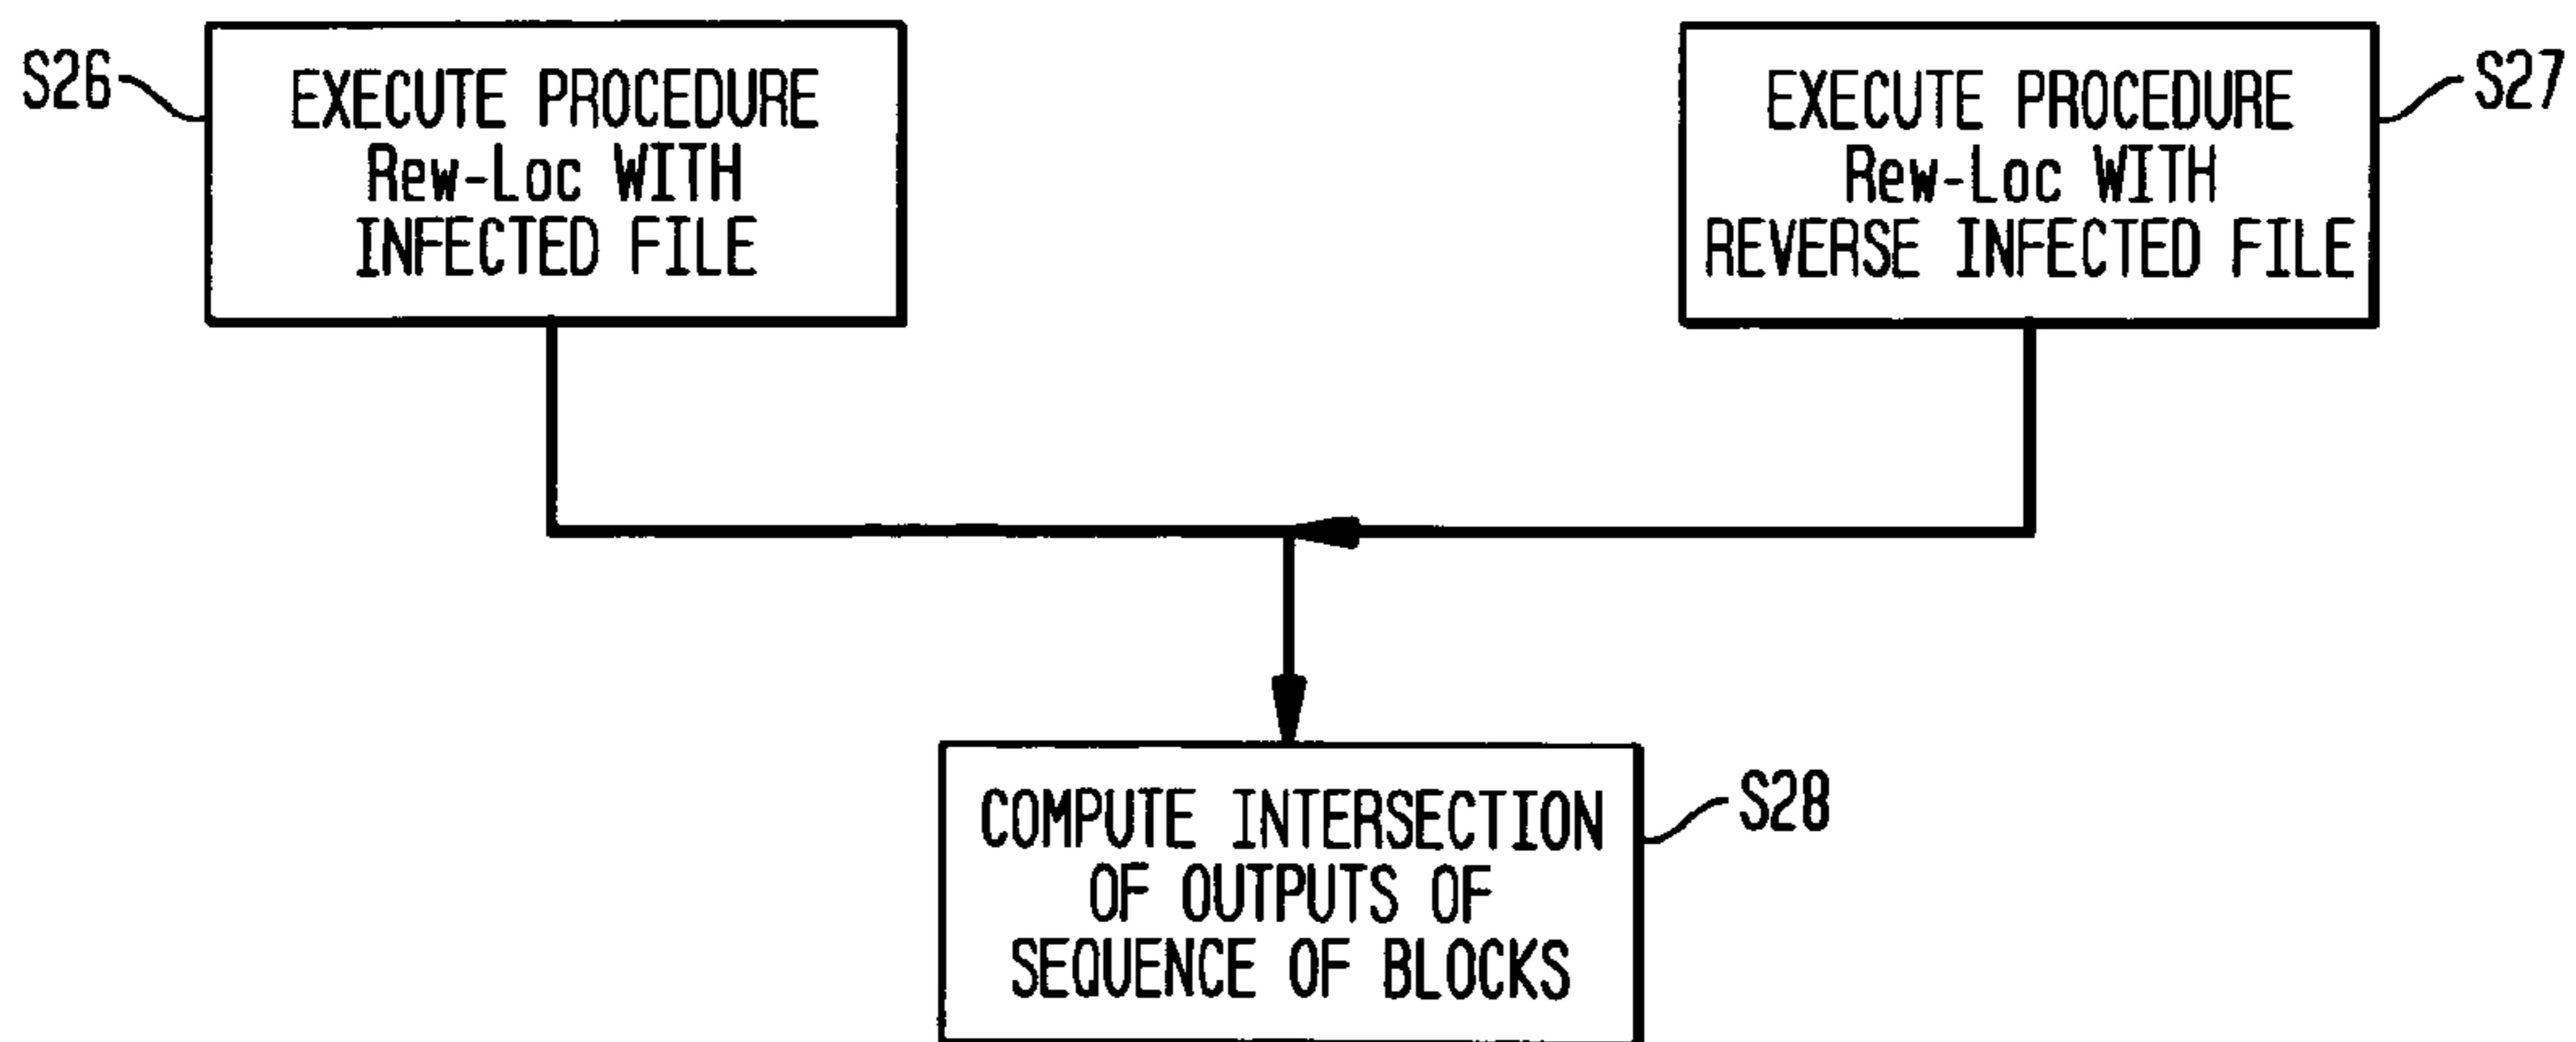 S26
EXECUTE PROCEDURE
Rew-Loc WITH
INFECTED FILE
EXECUTE PROCEDURE
Rew-Loc WITH
REVERSE INFECTED FILE
S27
COMPUTE INTERSECTION
OF OUTPUTS OF
SEQUENCE OF BLOCKS
S28